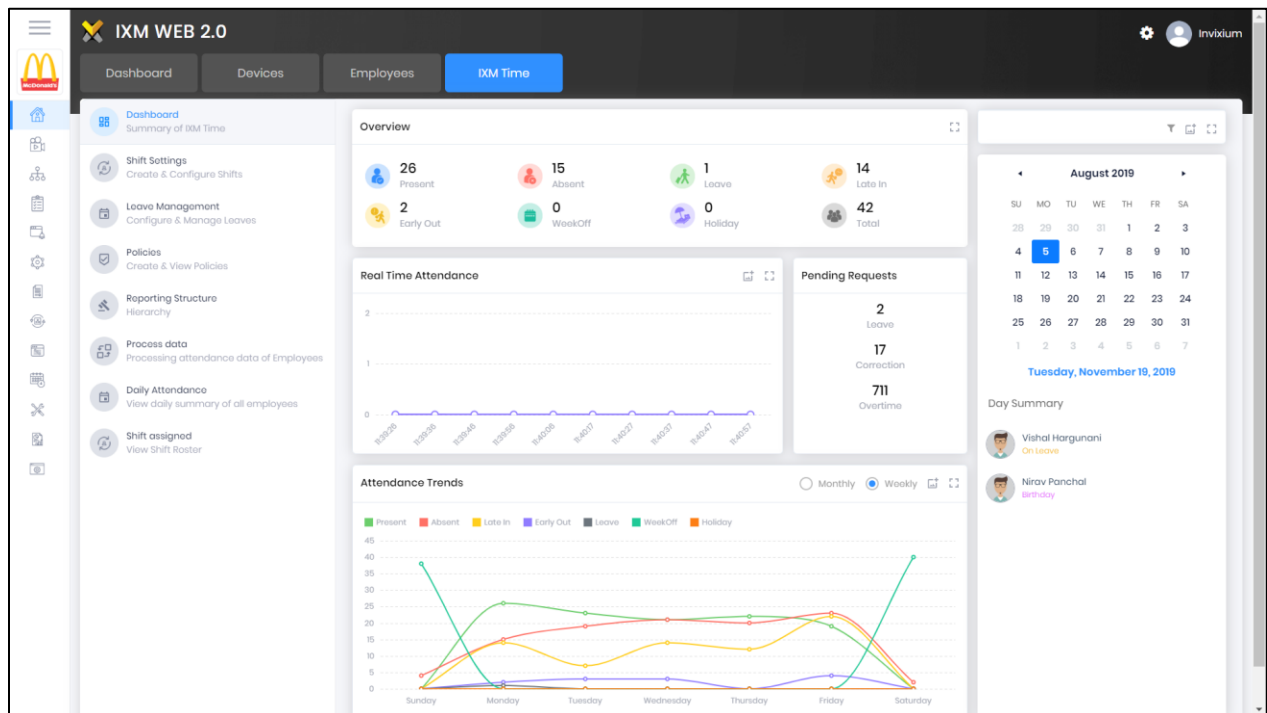 IXM WEB 2.0
Invixium
McDonald's
Dashboard Devices Employees IXM Time
Dashboard
Summary of IXM Time
Shift Settings
Create & Configure Shifts
Leave Management
Configure & Manage Leaves
Policies
Create & View Policies
Reporting Structure
Hierarchy
Process data
Processing attendance data of Employees
Daily Attendance
View daily summary of all employees
Shift assigned
View Shift Roster
Overview
26 15 1 14
Present Absent Leave Late In
2 0 0 42
Early Out WeekOff Holiday Total
Real Time Attendance
2
1
0
11:39:26 11:39:36 11:39:46 11:39:56 11:40:06 11:40:17 11:40:27 11:40:37 11:40:47 11:40:57
Pending Requests
2
Leave
17
Correction
711
Overtime
Attendance Trends
Monthly Weekly
Present Absent Late In Early Out Leave WeekOff Holiday
45
40
35
30
25
20
15
10
5
0
Sunday Monday Tuesday Wednesday Thursday Friday Saturday
August 2019
SU MO TU WE TH FR SA
28 29 30 31 1 2 3
4 5 6 7 8 9 10
11 12 13 14 15 16 17
18 19 20 21 22 23 24
25 26 27 28 29 30 31
1 2 3 4 5 6 7
Tuesday, November 19, 2019
Day Summary
Vishal Hargunani
On Leave
Nirav Panchal
Birthday